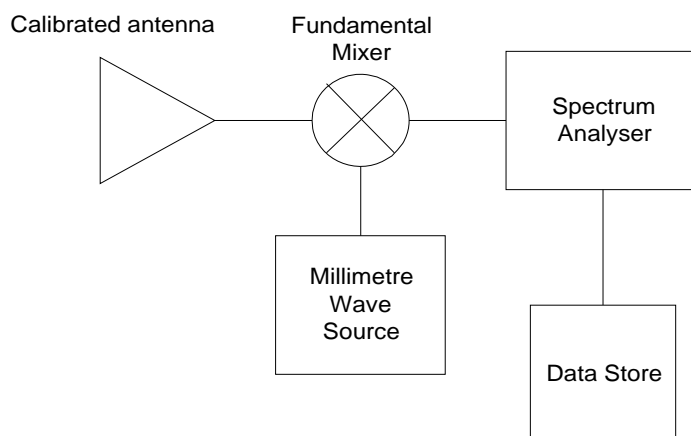 Calibrated antenna
Fundamental
Mixer
Spectrum
Analyser
Millimetre
Wave
Source
Data Store